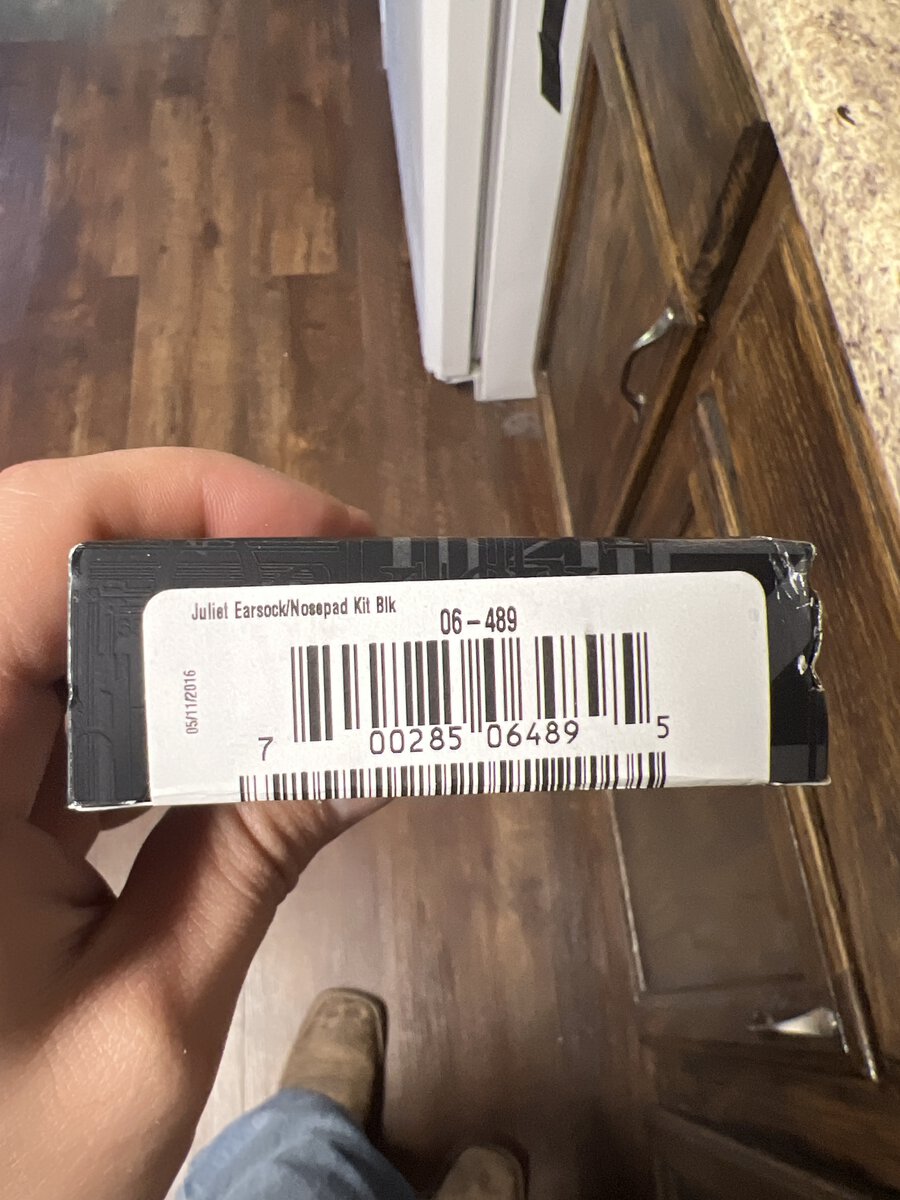 Juliet Earsock/Nosepad Kit Blk
06-489
05/11/2016
7 00285 06489 5